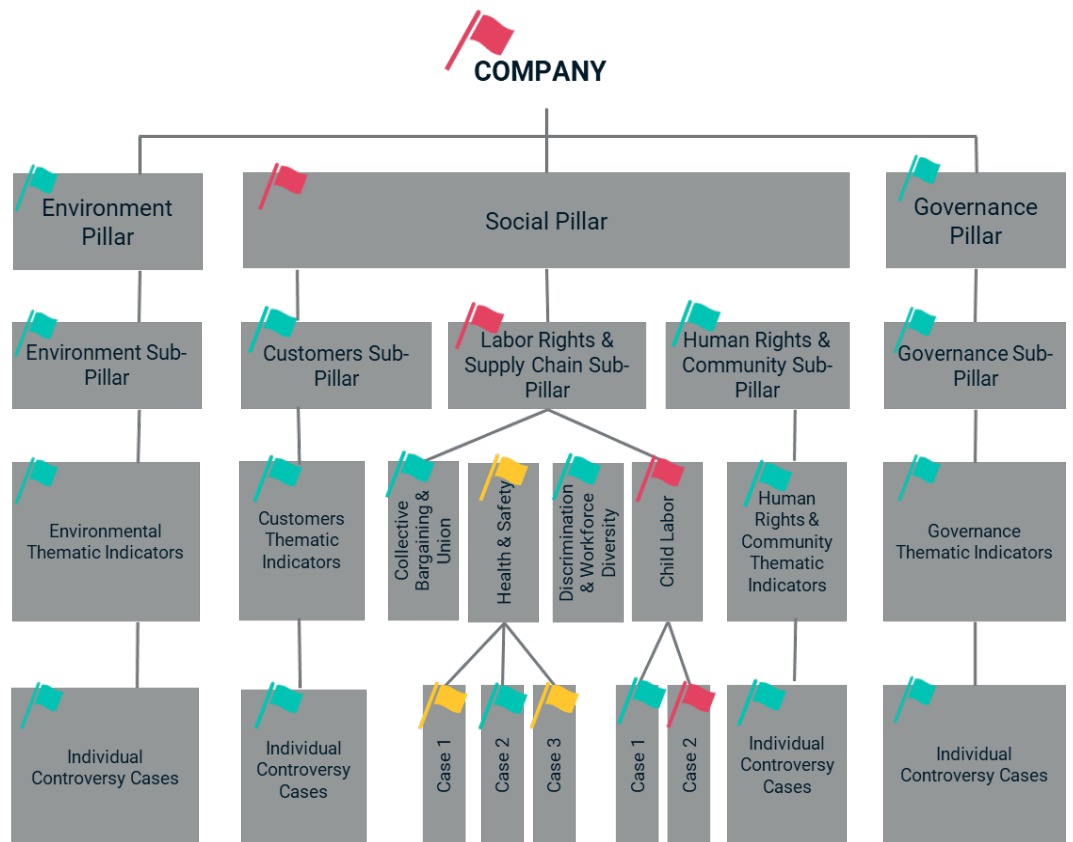 COMPANY
Environment
Pillar
Social Pillar
Governance
Pillar
Environment Sub-
Pillar
Customers Sub-
Pillar
Labor Rights &
Supply Chain Sub-
Pillar
Human Rights &
Community Sub-
Pillar
Governance Sub-
Pillar
Environmental
Thematic Indicators
Customers
Thematic
Indicators
Collective
Bargaining &
Union
Health & Safety
Discrimination
& Workforce
Diversity
Child Labor
Human
Rights &
Community
Thematic
Indicators
Governance
Thematic Indicators
Individual
Controversy Cases
Individual
Controversy
Cases
Case 1
Case 2
Case 3
Case 1
Case 2
Individual
Controversy
Cases
Individual
Controversy Cases